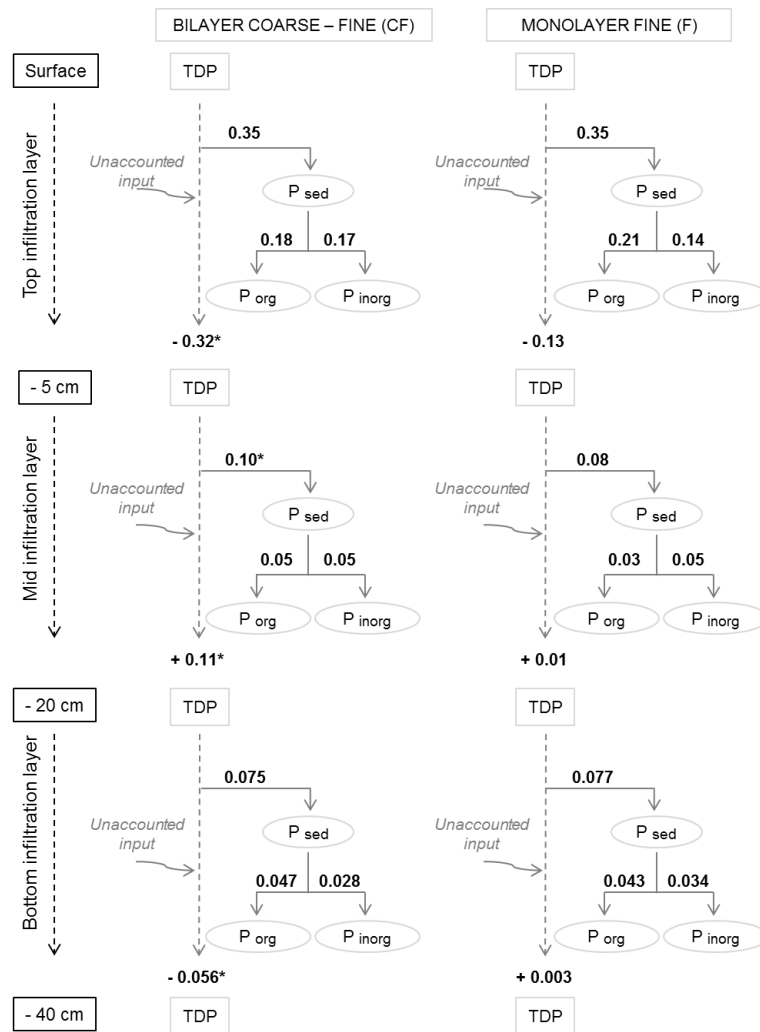 BILAYER COARSE – FINE (CF)
MONOLAYER FINE (F)
Surface
TDP
TDP
Top infiltration layer
0.35
0.35
Unaccounted
input
Unaccounted
input
P sed
P sed
0.18
0.17
0.21
0.14
P org
P inorg
P org
P inorg
- 0.32*
- 0.13
- 5 cm
TDP
TDP
Mid infiltration layer
0.10*
0.08
Unaccounted
input
Unaccounted
input
P sed
P sed
0.05
0.05
0.03
0.05
P org
P inorg
P org
P inorg
+ 0.11*
+ 0.01
- 20 cm
TDP
TDP
Bottom infiltration layer
0.075
0.077
Unaccounted
input
Unaccounted
input
P sed
P sed
0.047
0.028
0.043
0.034
P org
P inorg
P org
P inorg
- 0.056*
+ 0.003
- 40 cm
TDP
TDP